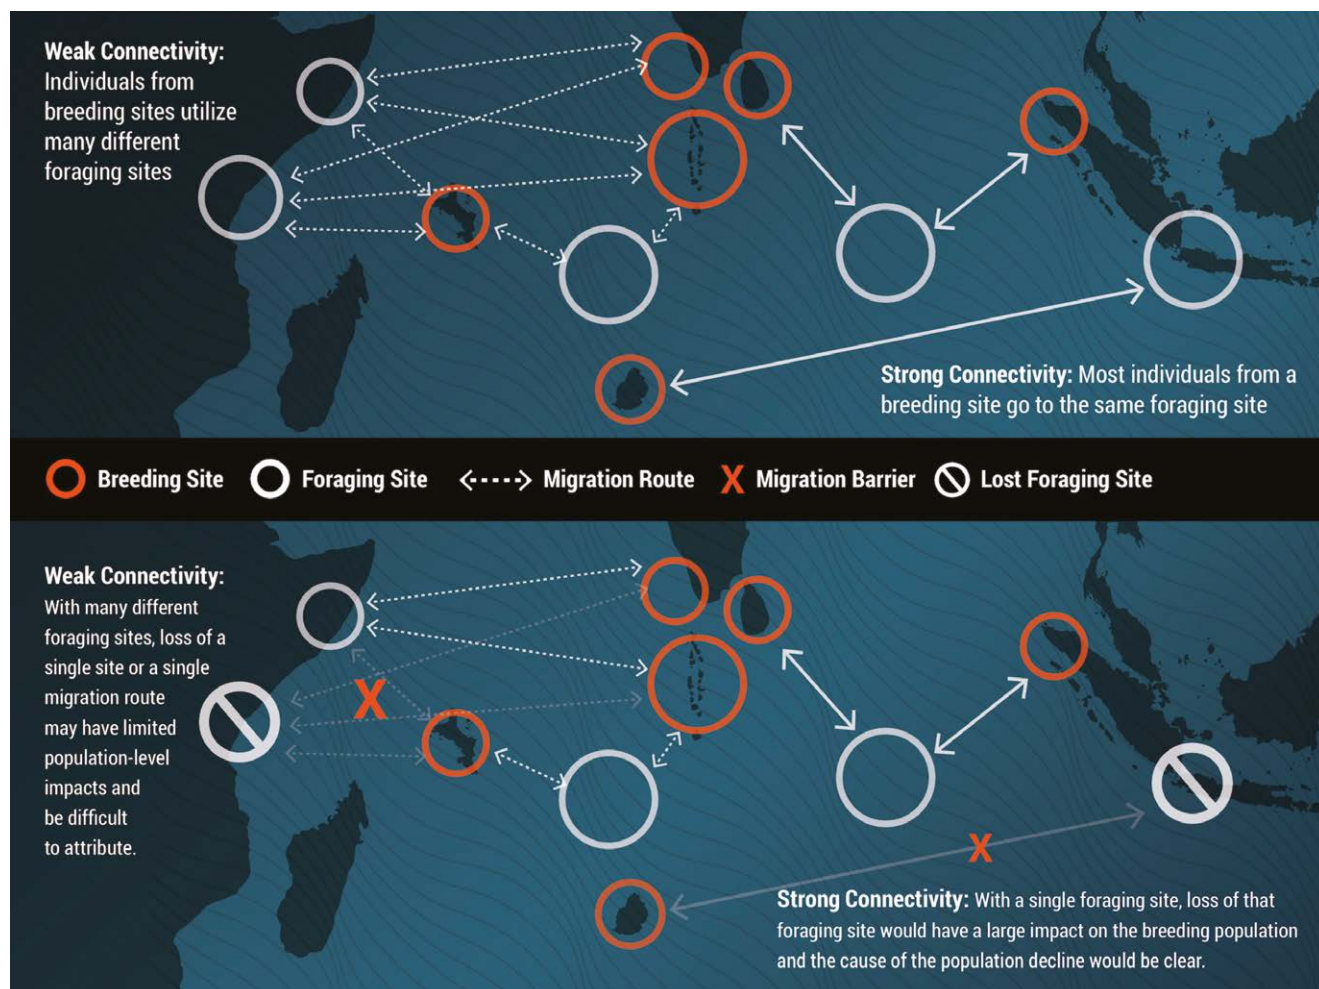 Weak Connectivity:
Individuals from
breeding sites utilize
many different
foraging sites
Strong Connectivity: Most individuals from a
breeding site go to the same foraging site
Breeding Site
Foraging Site
Migration Route
X Migration Barrier
Lost Foraging Site
Weak Connectivity:
With many different
foraging sites, loss of a
single site or a single
migration route
may have limited
population-level
impacts and
be difficult
to attribute.
X
X
Strong Connectivity: With a single foraging site, loss of that
foraging site would have a large impact on the breeding population
and the cause of the population decline would be clear.